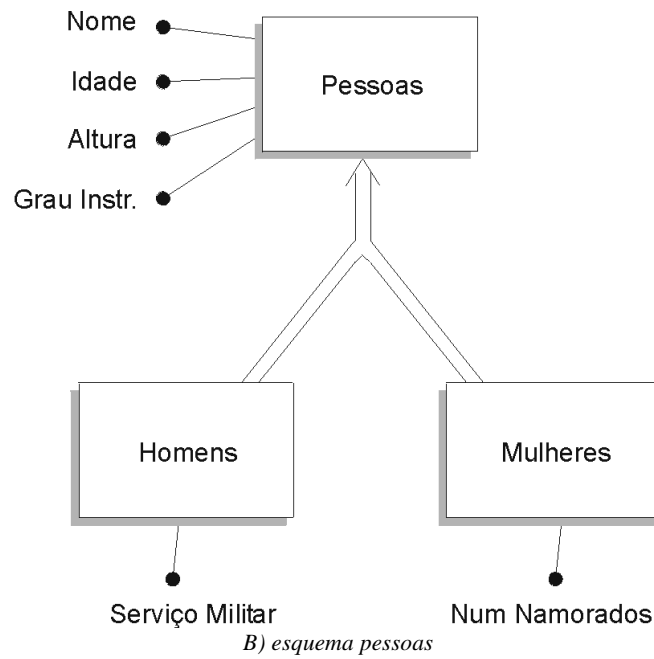 Nome
Idade
Pessoas
Altura
Grau Instr.
Homens
Mulheres
Serviço Militar
Num Namorados
B) esquema pessoas